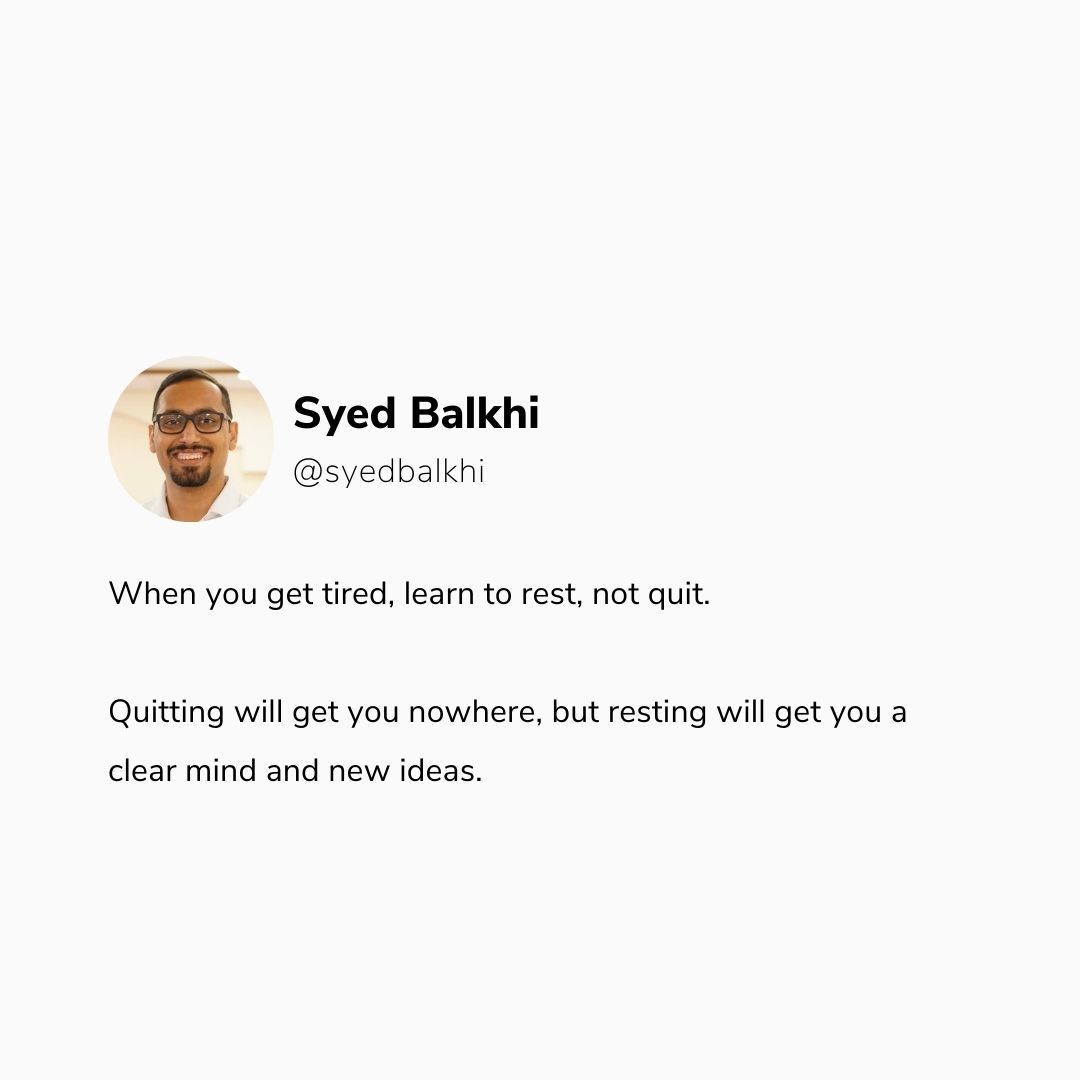 Syed Balkhi
@syedbalkhi
When you get tired, learn to rest, not quit.
Quitting will get you nowhere, but resting will get you a
clear mind and new ideas.